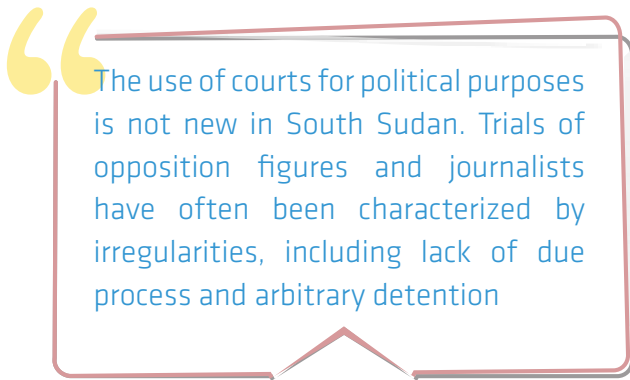 The use of courts for political purposes
is not new in South Sudan. Trials of
opposition figures and journalists
have often been characterized by
irregularities, including lack of due
process and arbitrary detention